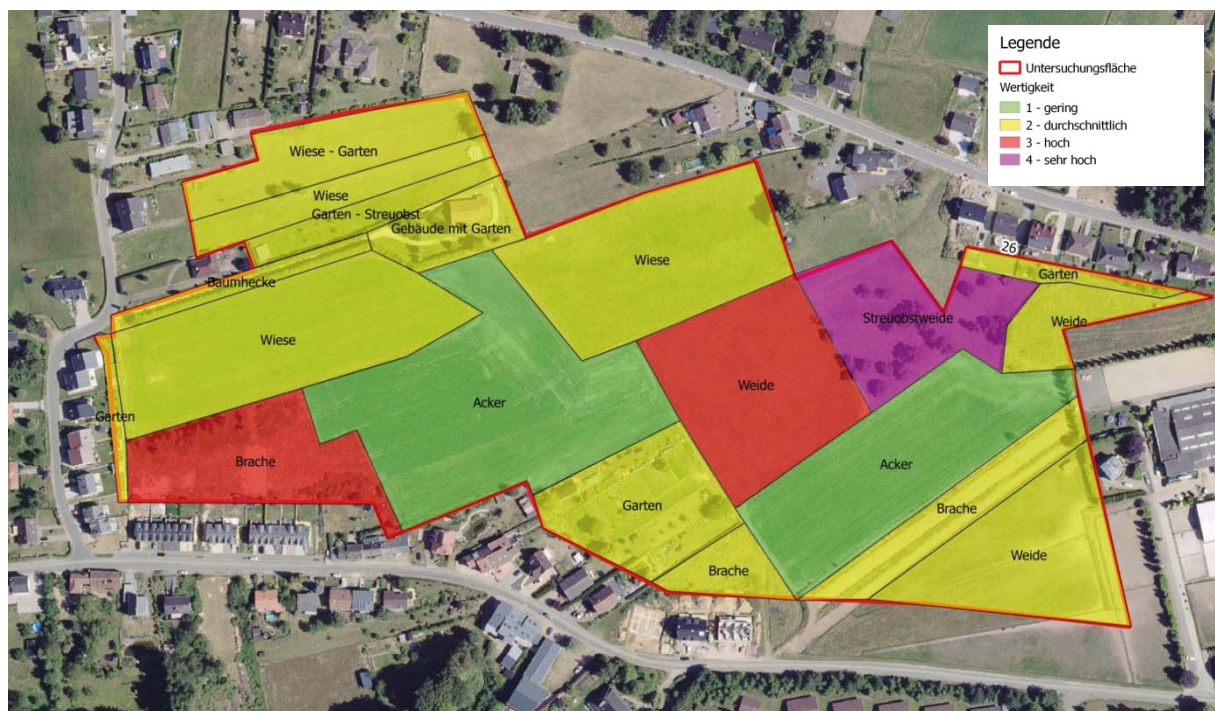 Legende
Untersuchungsfläche
Wertigkeit
1 - gering
2 - durchschnittlich
3 - hoch
4 - sehr hoch
Wiese - Garten
Wiese
Garten - Streuobst
Gebäude mit Garten
Baumhecke
Wiese
Wiese
26
Garten
Streuobstweide
Weide
Garten
Acker
Weide
Brache
Acker
Garten
Brache
Brache
Weide